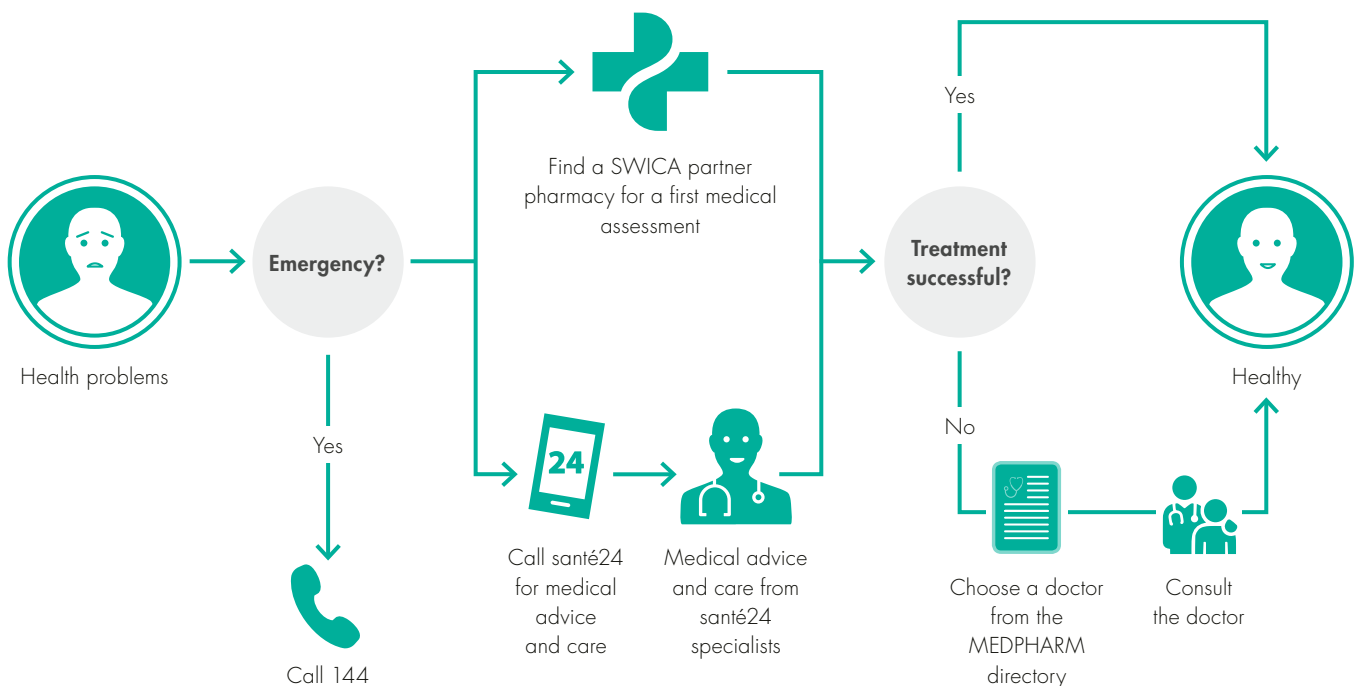 Health problems
Emergency?
Yes
Call 144
Find a SWICA partner
pharmacy for a first medical
assessment
24
Call santé24
for medical
advice
and care
Medical advice
and care from
santé24
specialists
Treatment
successful?
Yes
Healthy
No
Choose a doctor
from the
MEDPHARM
directory
Consult
the doctor